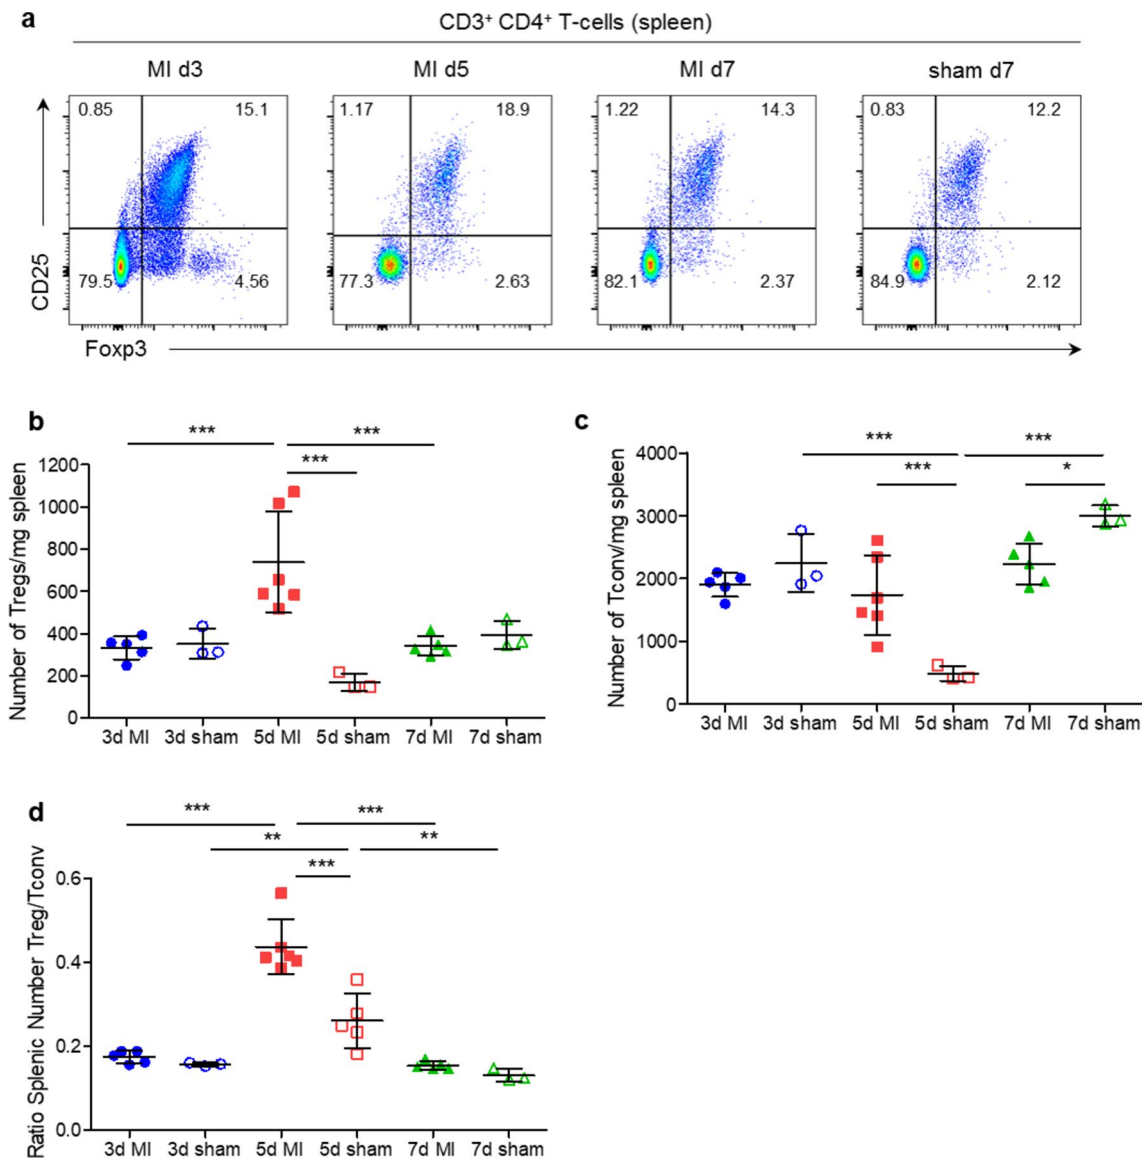 a
CD3⁺ CD4⁺ T-cells (spleen)
MI d3 MI d5 MI d7 sham d7
0.85 15.1 1.17 18.9 1.22 14.3 0.83 12.2
79.5 4.56 77.3 2.63 82.1 2.37 84.9 2.12
CD25
Foxp3
b
*** ***
***
Number of Tregs/mg spleen
1200
1000
800
600
400
200
0
3d MI 3d sham 5d MI 5d sham 7d MI 7d sham
c
*** ***
*** *
Number of Tconv/mg spleen
4000
3000
2000
1000
0
3d MI 3d sham 5d MI 5d sham 7d MI 7d sham
d
*** ***
** **
***
Ratio Splenic Number Treg/Tconv
0.6
0.4
0.2
0.0
3d MI 3d sham 5d MI 5d sham 7d MI 7d sham